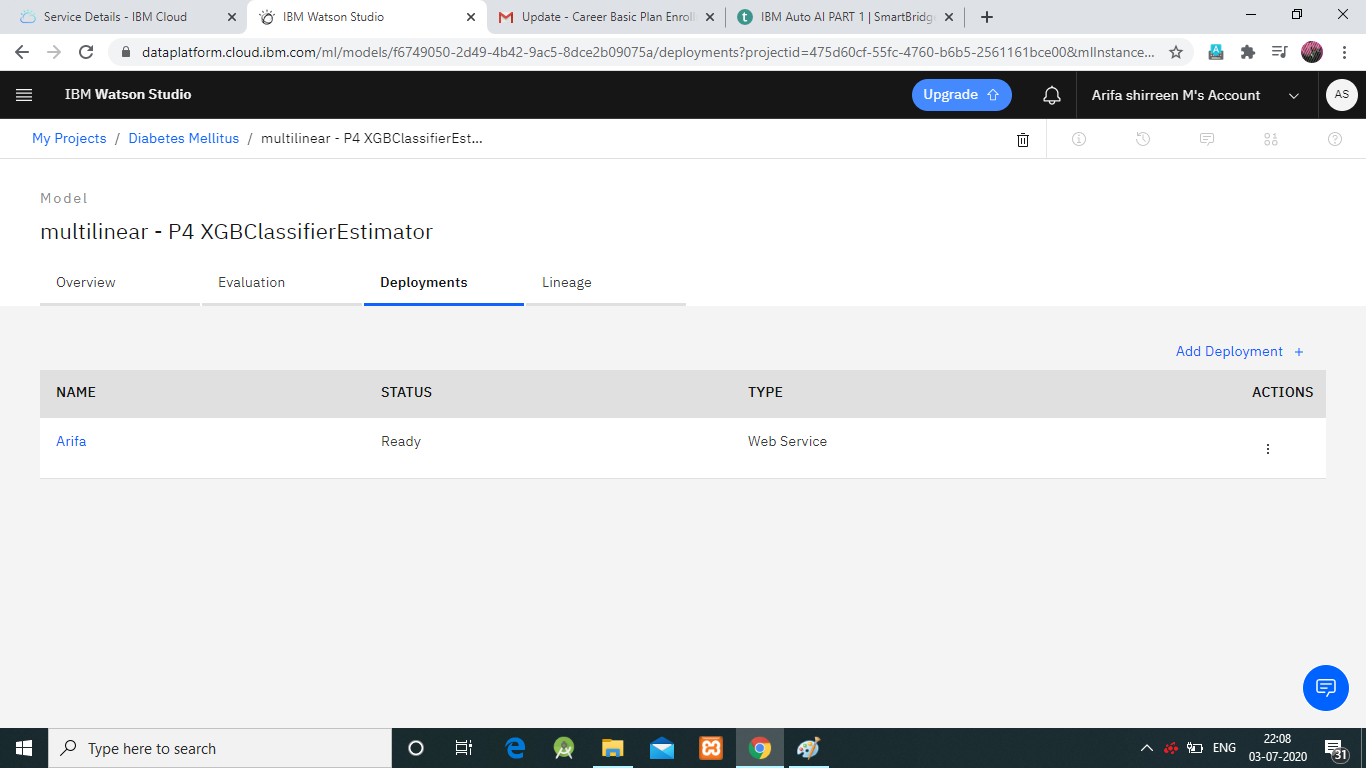 Service Details - IBM Cloud
IBM Watson Studio
Update - Career Basic Plan Enroll
IBM Auto AI PART 1 | SmartBridge
dataplatform.cloud.ibm.com/ml/models/f6749050-2d49-4b42-9ac5-8dce2b09075a/deployments?projectid=475d60cf-55fc-4760-b6b5-2561161bce00&mlInstance...
IBM Watson Studio
Upgrade
Arifa shirreen M's Account
AS
My Projects / Diabetes Mellitus / multilinear - P4 XGBClassifierEst...
Model
multilinear - P4 XGBClassifierEstimator
Overview
Evaluation
Deployments
Lineage
Add Deployment +
NAME STATUS TYPE ACTIONS
Arifa Ready Web Service
Type here to search
ENG
22:08
03-07-2020
31